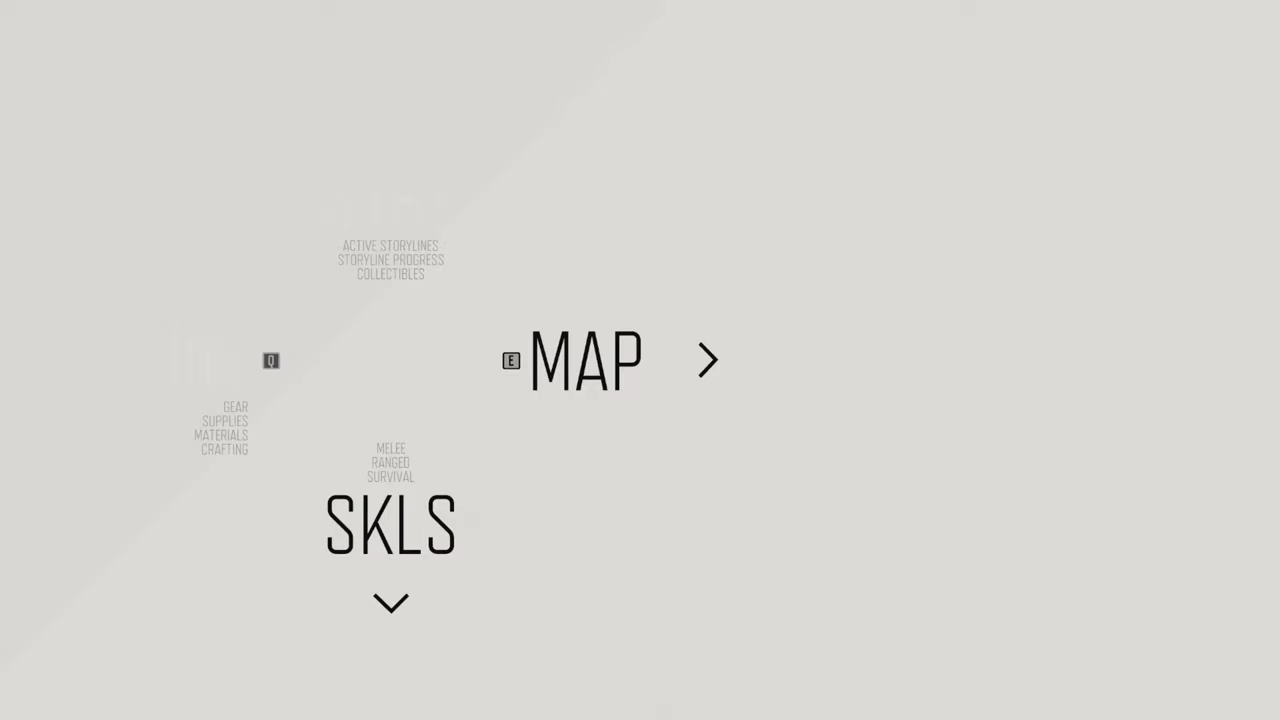 ACTIVE STORYLINES
STORYLINE PROGRESS
COLLECTIBLES
Q
E
MAP
GEAR
SUPPLIES
MATERIALS
CRAFTING
MELEE
RANGED
SURVIVAL
SKLS